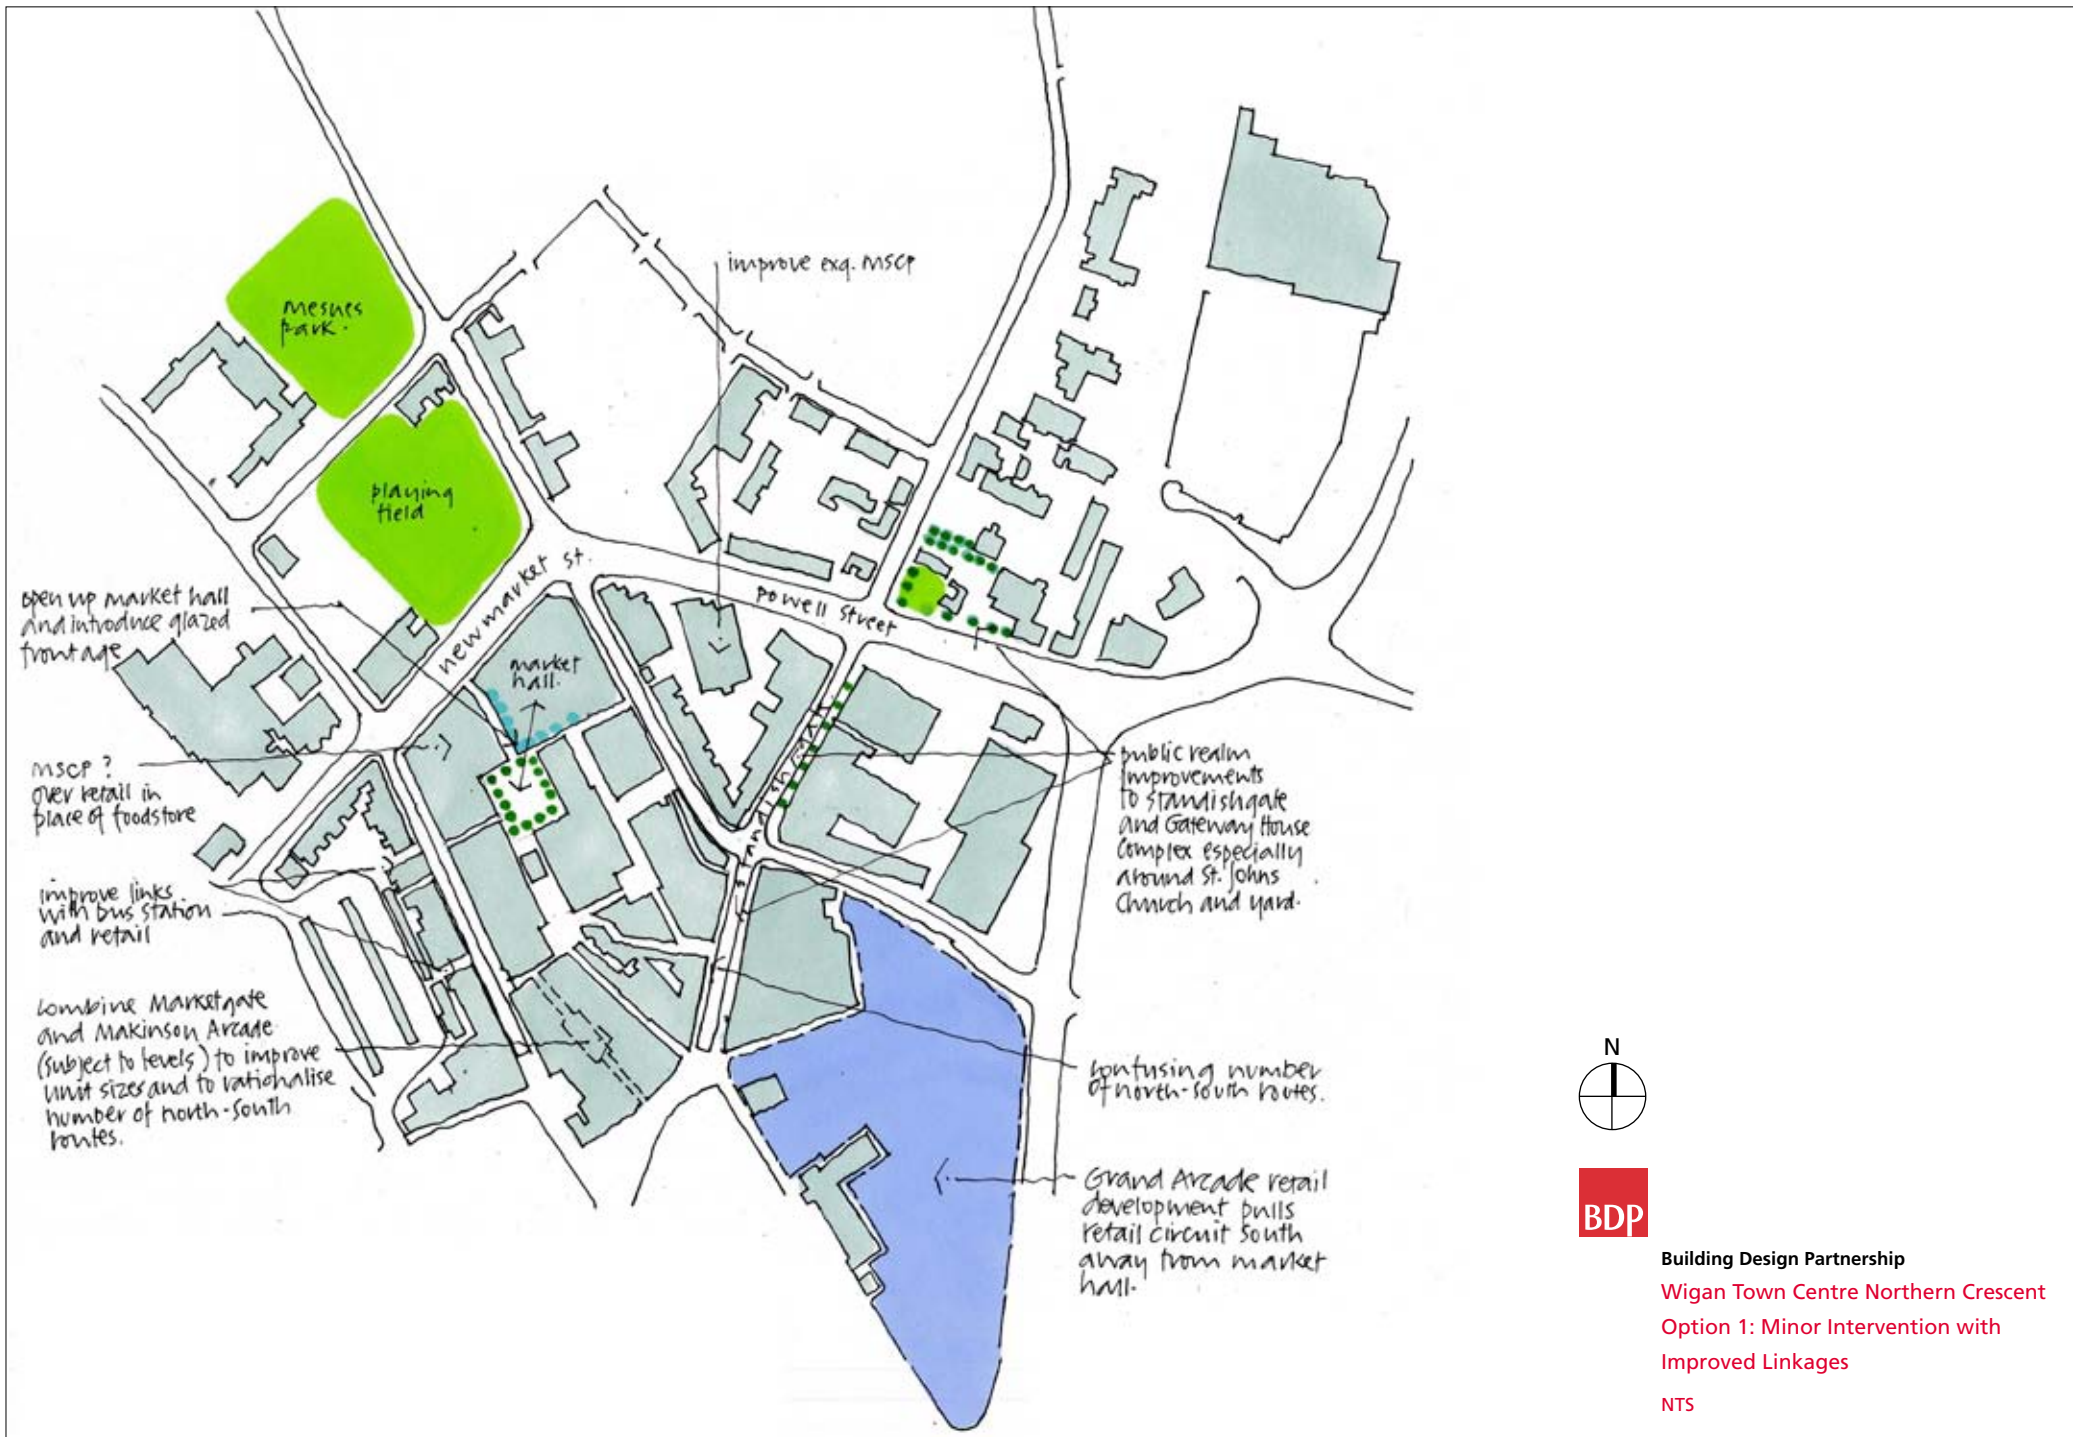 improve exg. MSCP
mesnes
park.
playing
field
newmarket st.
powell street
open up market hall
and introduce glazed
frontage
market
hall.
MSCP ?
over retail in
place of foodstore
improve links
with bus station
and retail
combine Marketgate
and Makinson Arcade
(subject to levels) to improve
unit sizes and to rationalise
number of north-south
routes.
standishgate
public realm
improvements
to standishgate
and Gateway House
complex especially
around St. Johns
Church and yard.
confusing number
of north-south routes.
Grand Arcade retail
development pulls
retail circuit south
away from market
hall.
N
BDP
Building Design Partnership
Wigan Town Centre Northern Crescent
Option 1: Minor Intervention with
Improved Linkages
NTS